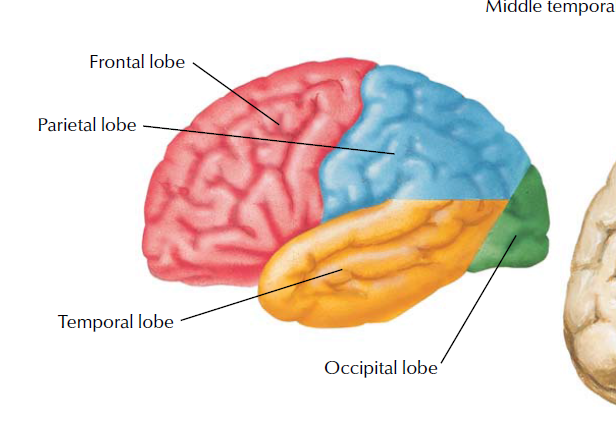 Middle tempora
Frontal lobe
Parietal lobe
Temporal lobe
Occipital lobe